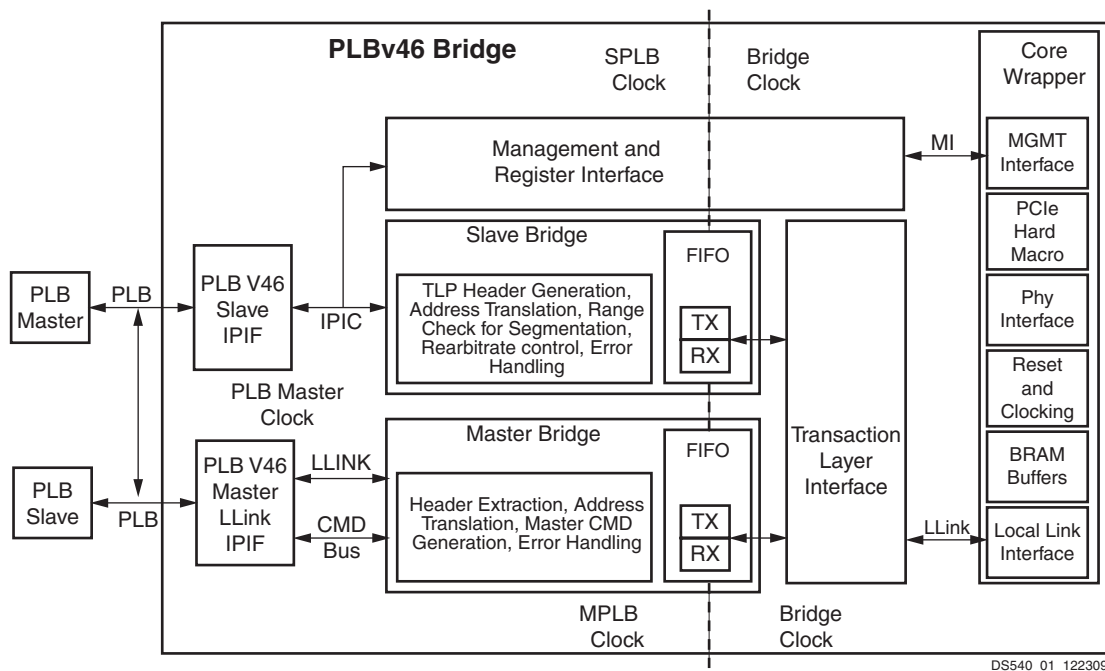 PLBv46 Bridge
SPLB
Clock
Bridge
Clock
Core
Wrapper
Management and
Register Interface
MI
MGMT
Interface
PCIe
Hard
Macro
Phy
Interface
Reset
and
Clocking
BRAM
Buffers
Local Link
Interface
Slave Bridge
FIFO
TLP Header Generation,
Address Translation, Range
Check for Segmentation,
Rearbitrate control, Error
Handling
TX
RX
PLB
Master
PLB
PLB V46
Slave
IPIF
IPIC
PLB Master
Clock
Master Bridge
FIFO
Header Extraction, Address
Translation, Master CMD
Generation, Error Handling
TX
RX
Transaction
Layer
Interface
PLB
Slave
PLB
PLB V46
Master
LLink
IPIF
LLINK
CMD
Bus
LLink
MPLB
Clock
Bridge
Clock
DS540_01_122309